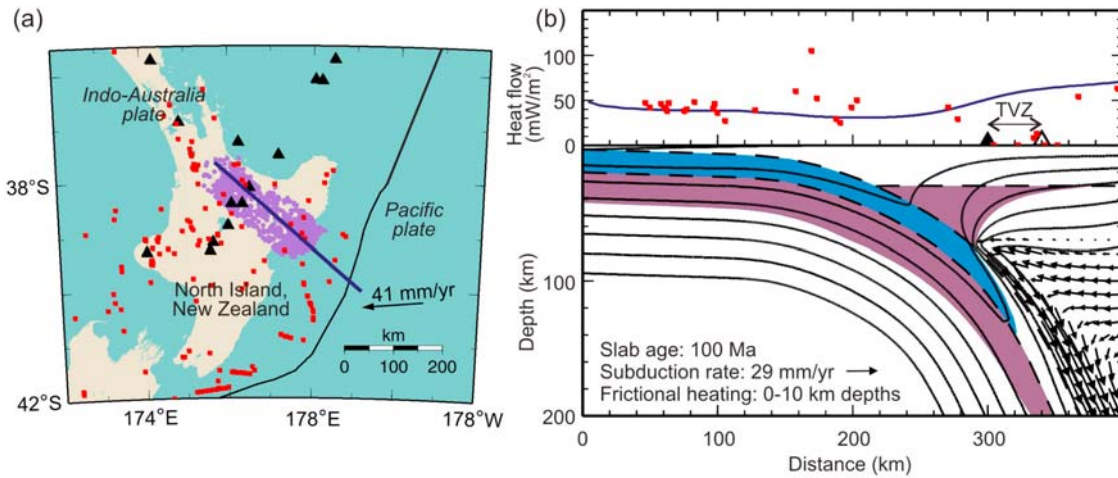 (a)
Indo-Australia
plate
38°S
Pacific
plate
North Island,
New Zealand
41 mm/yr
km
0 100 200
42°S
174°E
178°E
178°W
(b)
Heat flow
(mW/m²)
100
50
0
TVZ
Depth (km)
100
200
Slab age: 100 Ma
Subduction rate: 29 mm/yr
Frictional heating: 0-10 km depths
0
100
200
300
Distance (km)